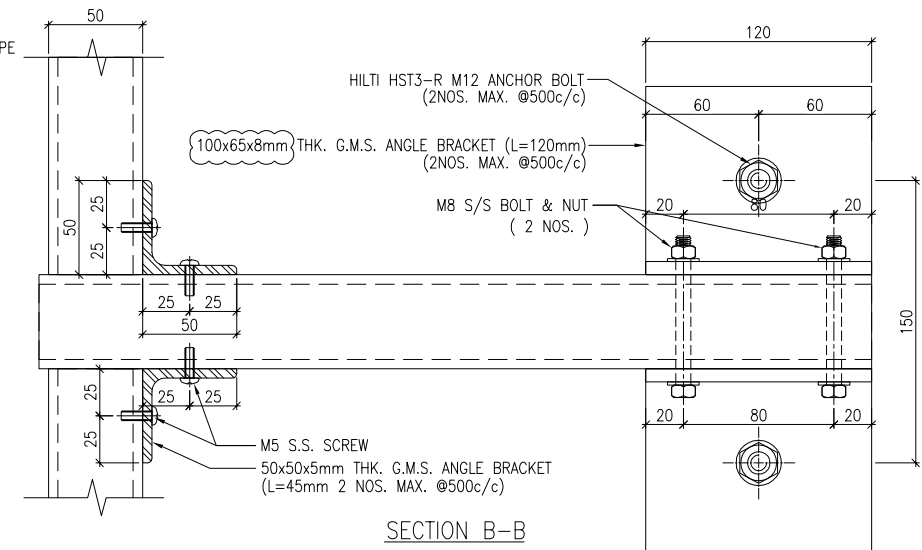 50
PE
120
HILTI HST3-R M12 ANCHOR BOLT
(2NOS. MAX. @500c/c)
60
60
100x65x8mm THK. G.M.S. ANGLE BRACKET (L=120mm)
(2NOS. MAX. @500c/c)
M8 S/S BOLT & NUT
( 2 NOS. )
20
80
20
50
25
25
25
25
50
150
25
25
25
25
20
80
20
M5 S.S. SCREW
50x50x5mm THK. G.M.S. ANGLE BRACKET
(L=45mm 2 NOS. MAX. @500c/c)
SECTION B-B